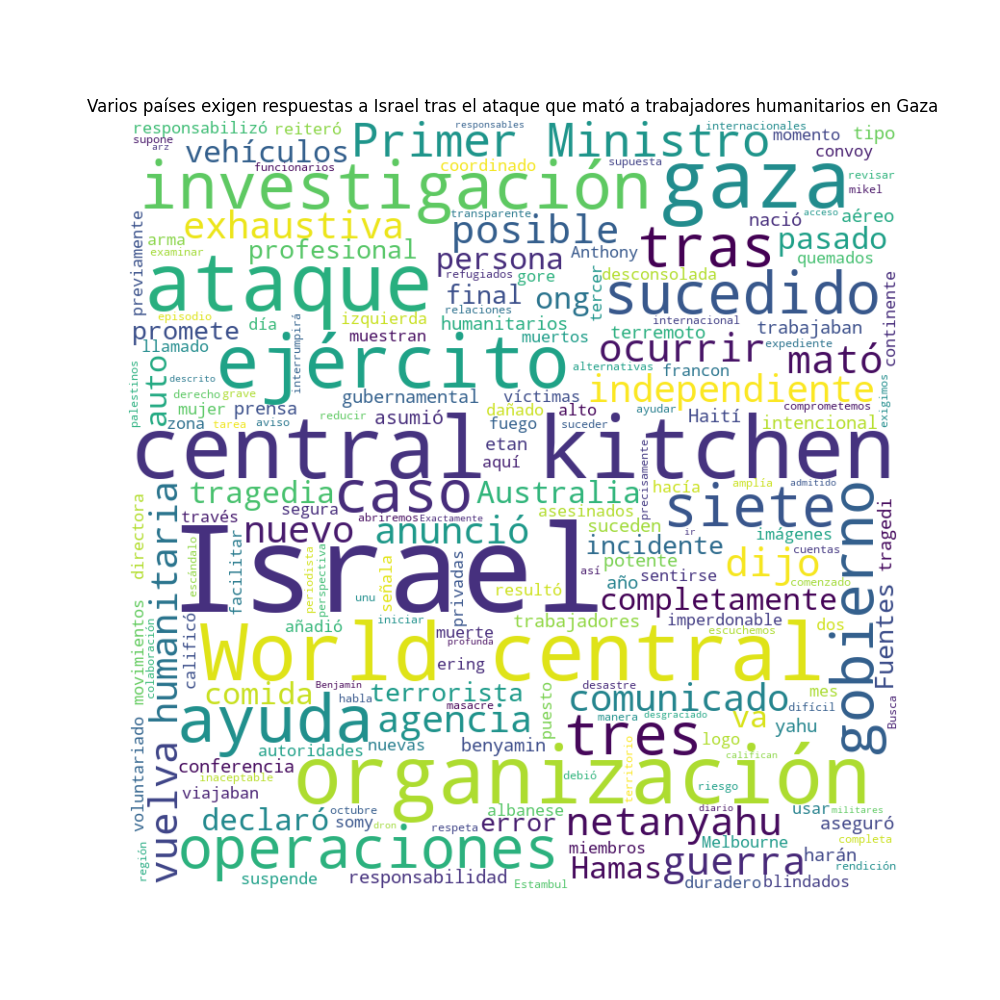 Varios países exigen respuestas a Israel tras el ataque que mató a trabajadores humanitarios en Gaza
responsabilizó reiteró Primer Ministro responsables internacionales momento tipo
supone arz vehículos funcionarios coordinado supuesta convoy revisar
investigación gaza mikel
exhaustiva transparente posible nació acceso aéreo
previamente arma examinar profesional persona Anthony tras pasado quemados
ataque refugiados gore final ong tercer desconsolada sucedido continente
episodio promete día interrumpirá izquierda relaciones humanitarios internacional terremoto trabajaban
llamado muestran muertos ocurrir expediente mató
palestinos auto descrito ejército alternativas francon independiente exigimos
derecho grave mujer prensa reducir gubernamental víctimas ayudar comprometemos
zona tarea aviso asumió dañado alto fuego suceder Haití intencional
central kitchen
etan aquí precisamente
tragedia caso Australia hacía amplía admitido siete gobierno tragedi
directora humanitaria través segura nuevo abriremos Exactamente anunció asesinados suceden ir imágenes cuentas
Israel incidente dijo
escándalo facilitar periodista perspectiva señala privadas así potente año sentirse comenzado
unu resultó completamente Fuentes
movimientos colaboración calificó añadió iniciar muerte profunda trabajadores imperdonable escuchemos dos
World central
ering
comida Benjamín habla masacre terrorista desastre comunicado mes difícil Busca
ayuda agencia puesto manera desgraciado tres va yahu
voluntariado vuelva autoridades nuevas benyamin logo califican
conferencia inaceptable organización debió territorio
viajaban riesgo
declaró octubre somy dron respeta error albanese netanyahu diario usar militares aseguró
región operaciones miembros Melbourne harán completa
suspende responsabilidad Estambul Hamas guerra duradero blindados rendición